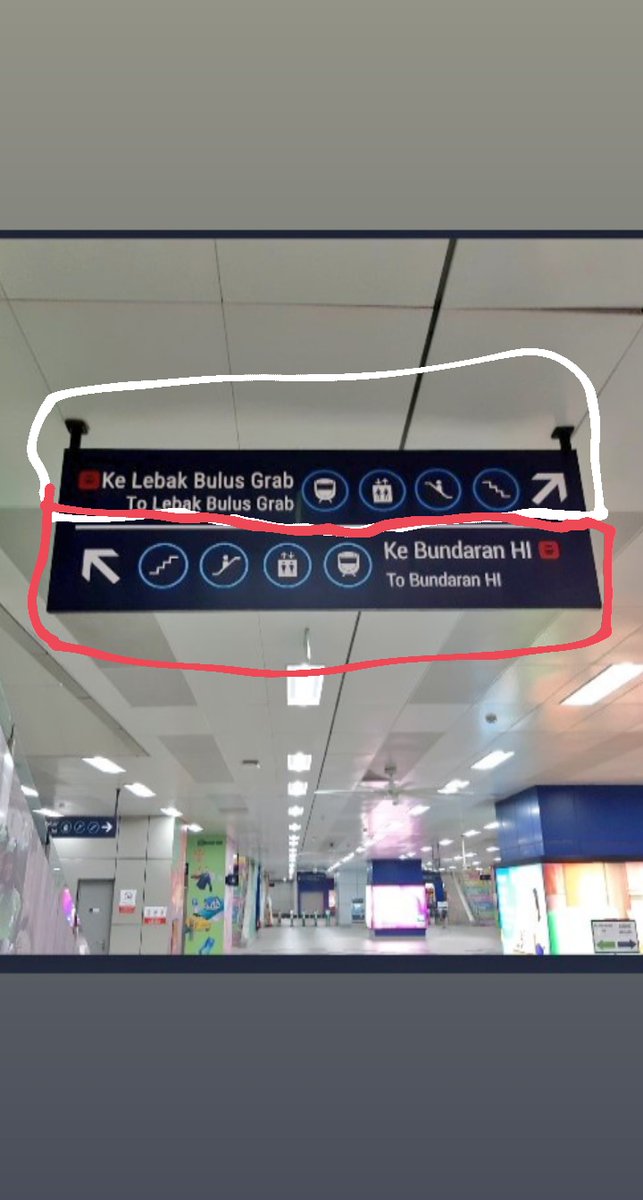 Ke Lebak Bulus Grab
To Lebak Bulus Grab
Ke Bundaran HI
To Bundaran HI